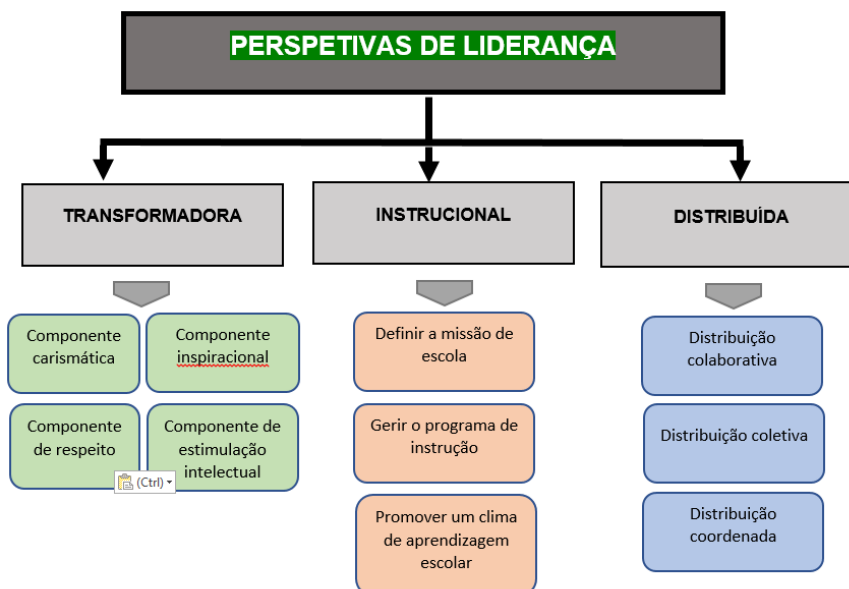 PERSPETIVAS DE LIDERANÇA
TRANSFORMADORA
INSTRUCIONAL
DISTRIBUÍDA
Componente
carismática
Componente
inspiracional
Componente
de respeito
Componente de
estimulação
intelectual
(Ctrl)
Definir a missão de
escola
Gerir o programa de
instrução
Promover um clima
de aprendizagem
escolar
Distribuição
colaborativa
Distribuição coletiva
Distribuição
coordenada